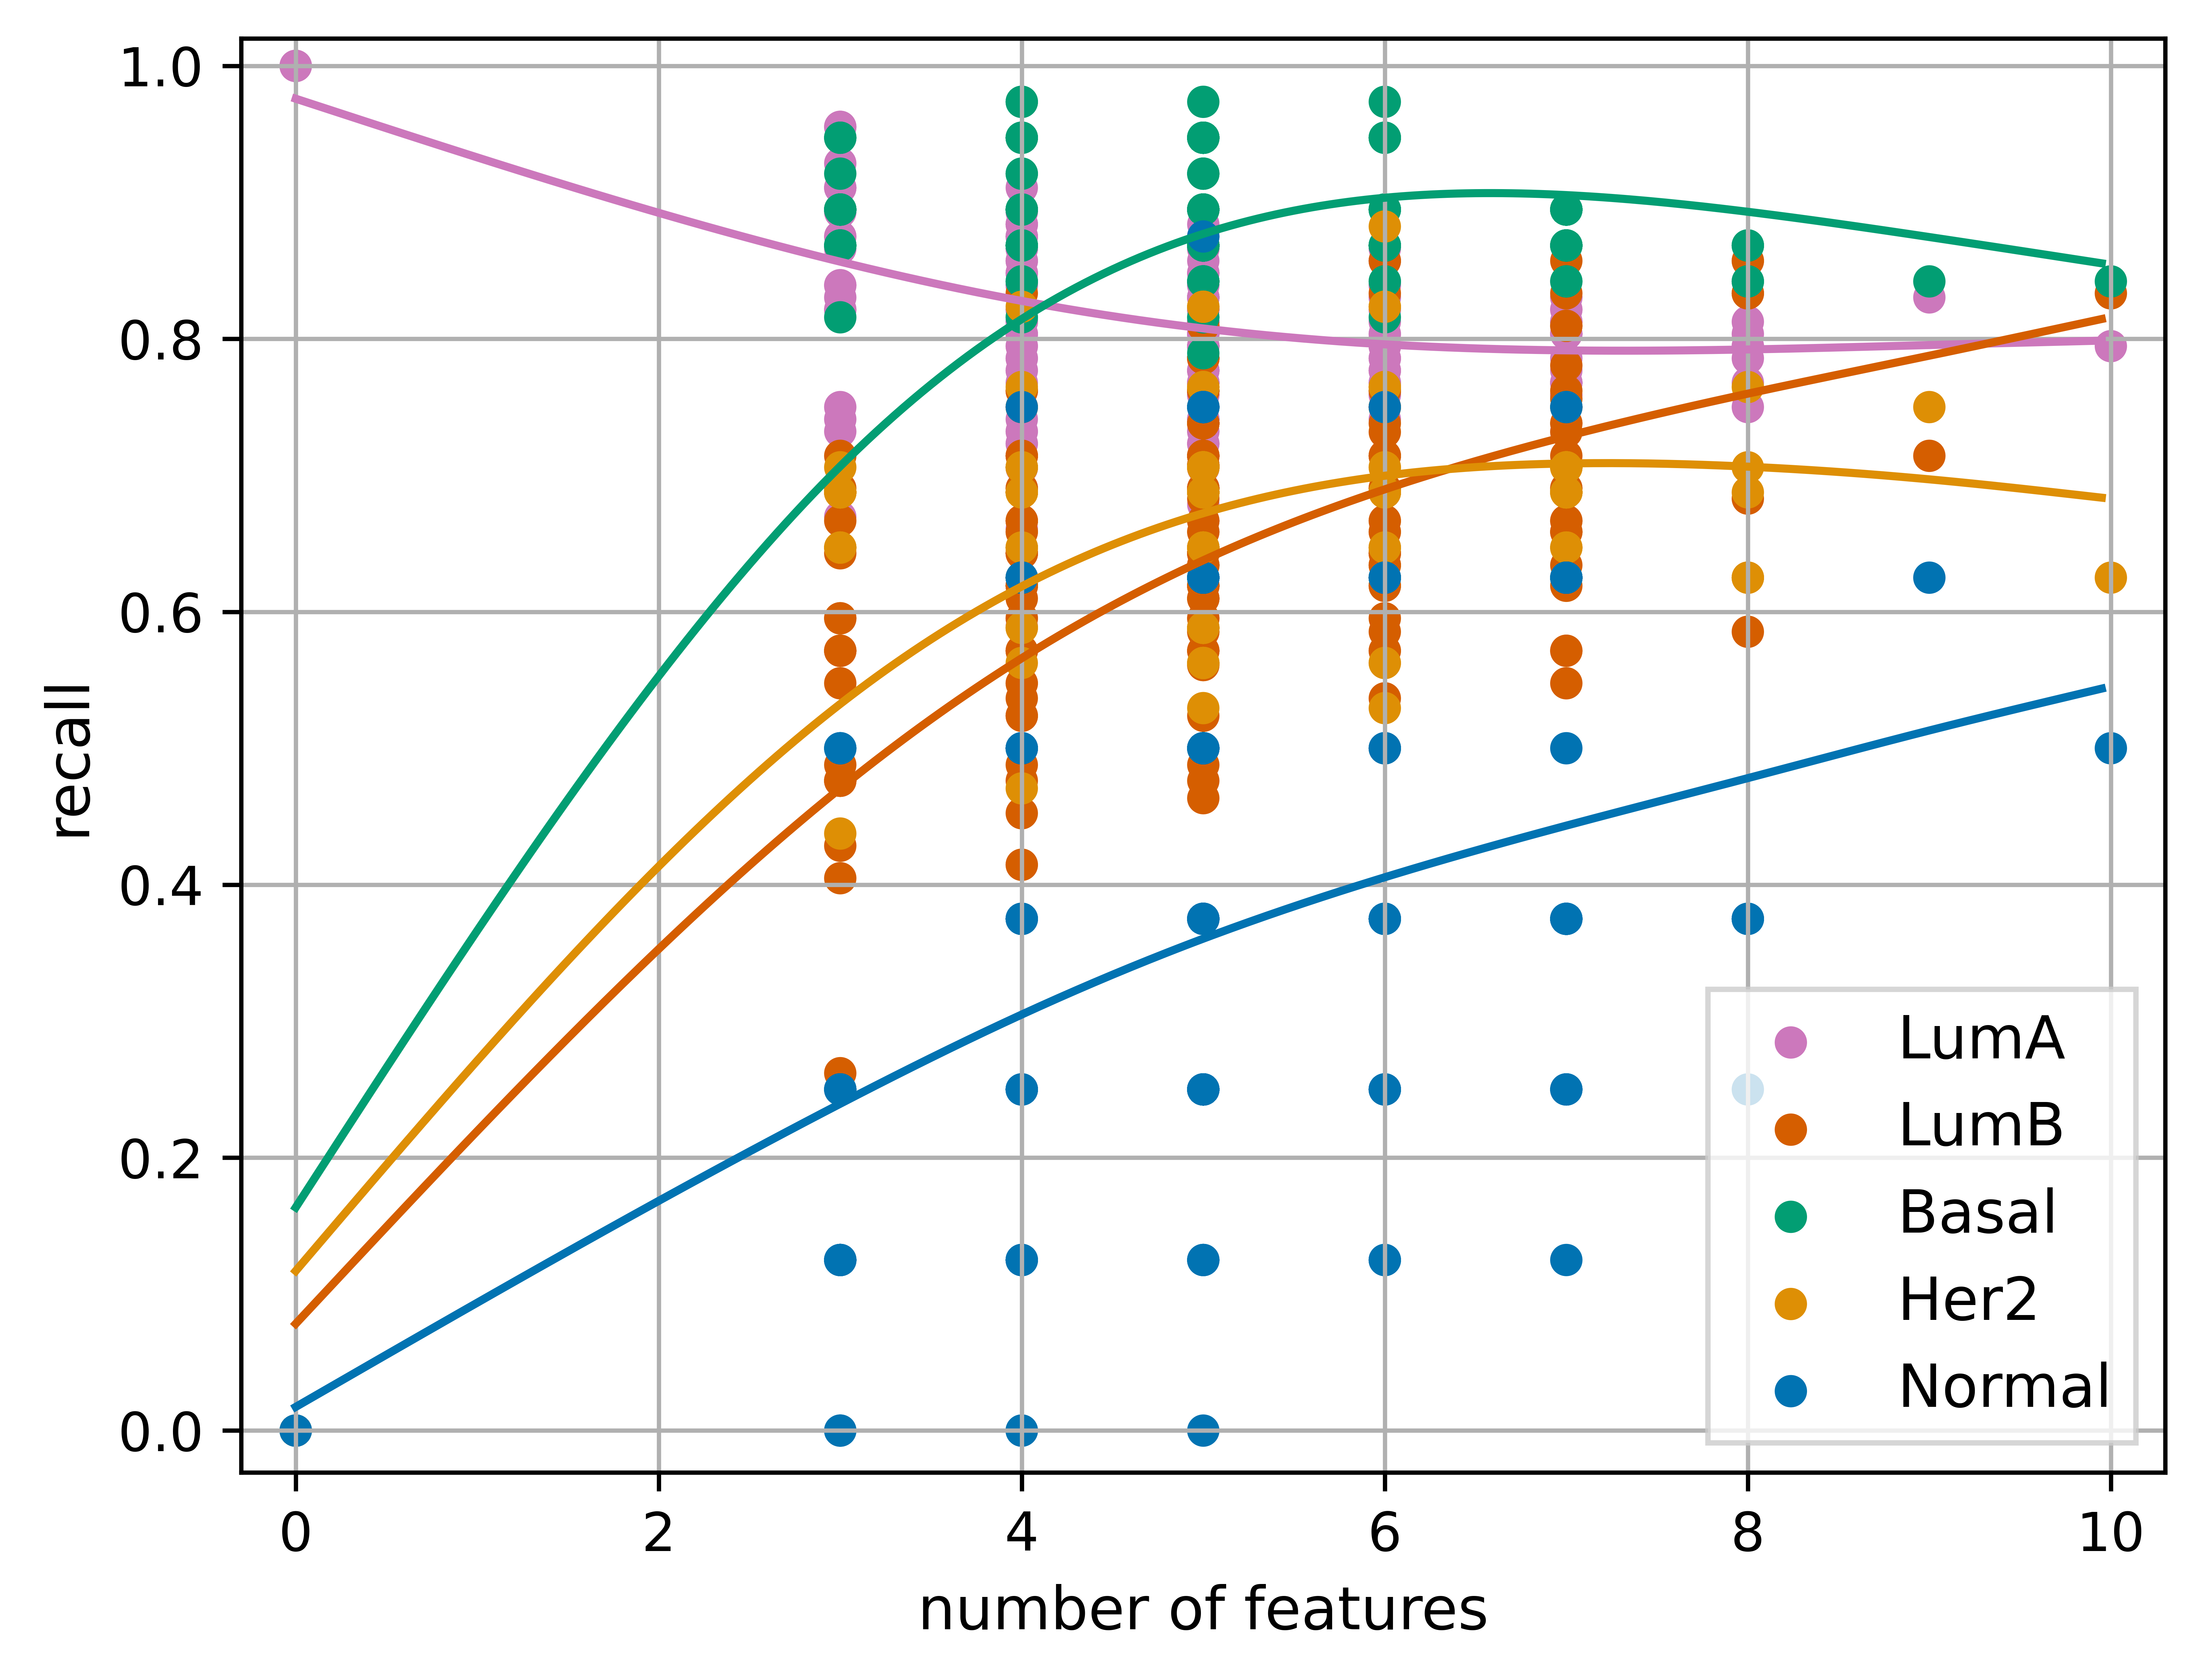 1.0
0.8
0.6
0.4
0.2
0.0
recall
0 2 4 6 8 10
number of features
LumA
LumB
Basal
Her2
Normal